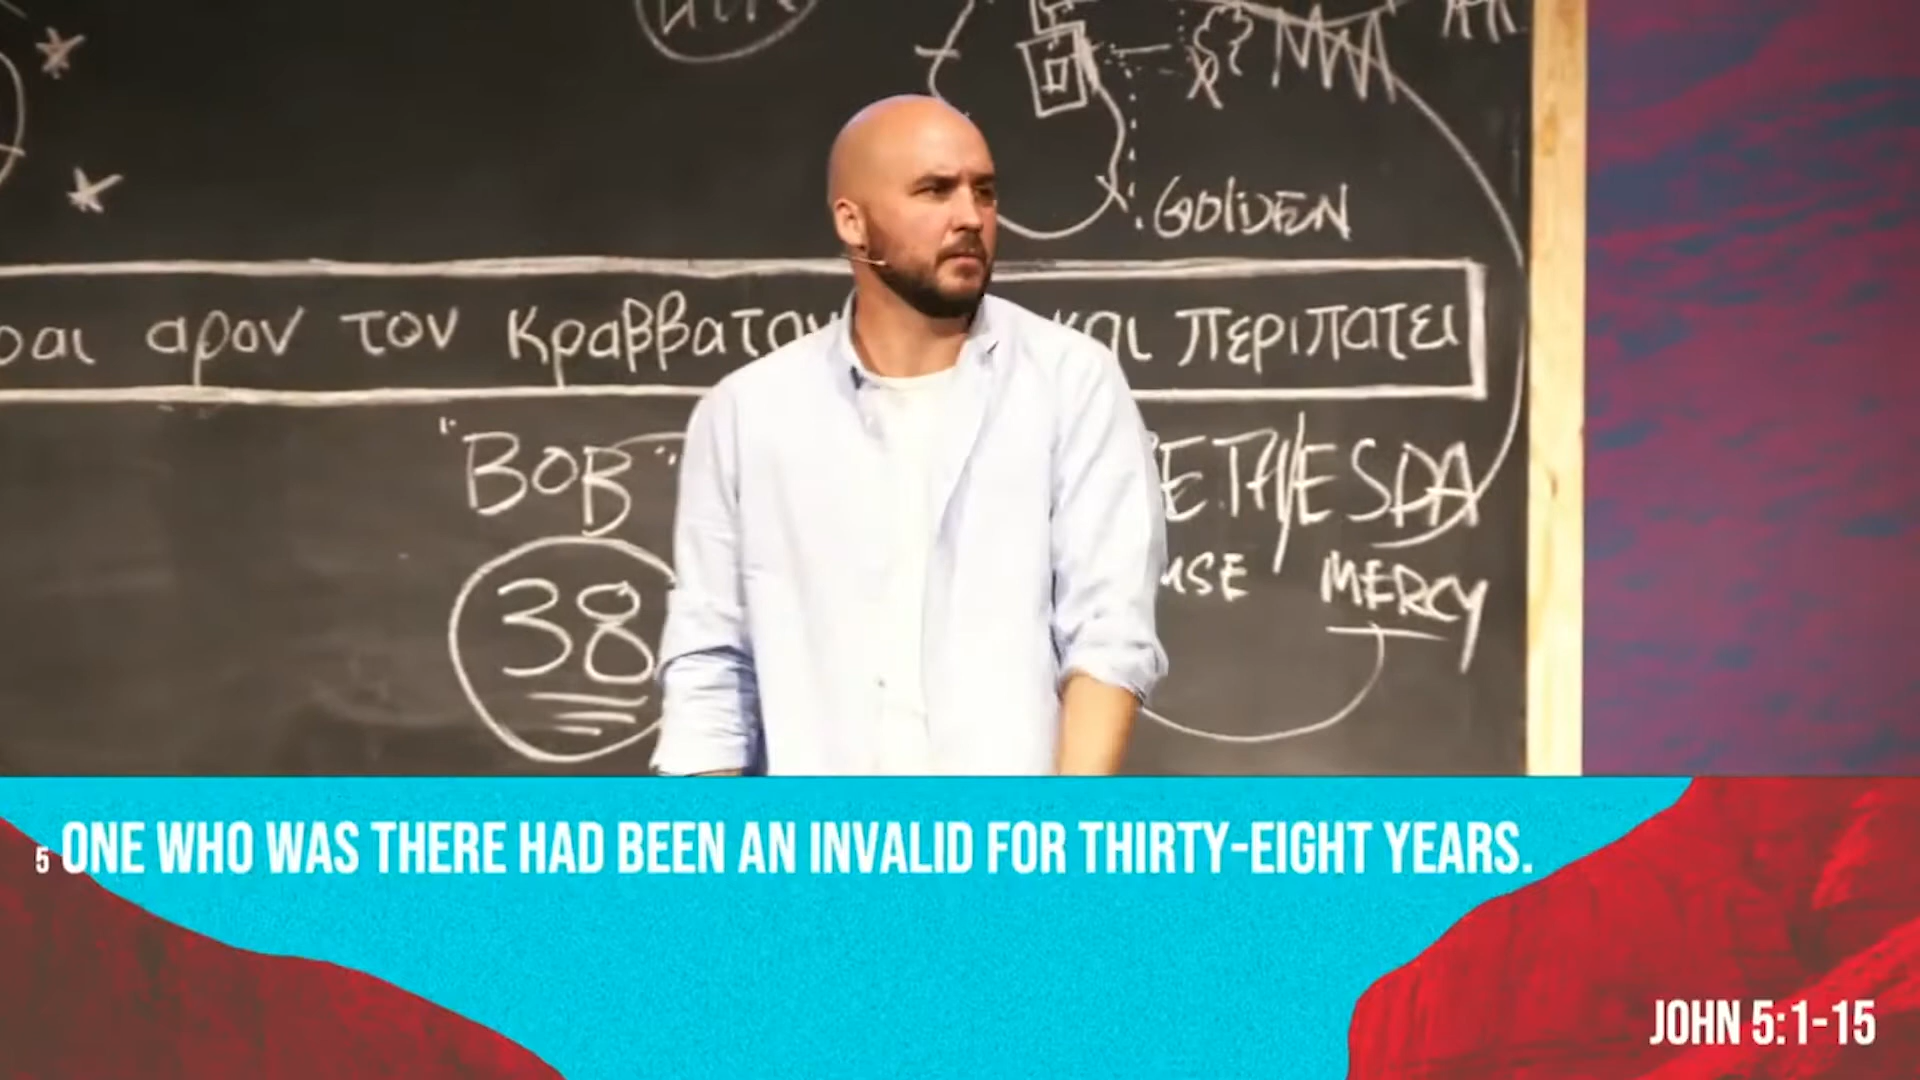 GOLDEN
αρον τον κραββατον και περιπατει
"BOB" BETHESDA
38 MERCY
5 ONE WHO WAS THERE HAD BEEN AN INVALID FOR THIRTY-EIGHT YEARS.
JOHN 5:1-15